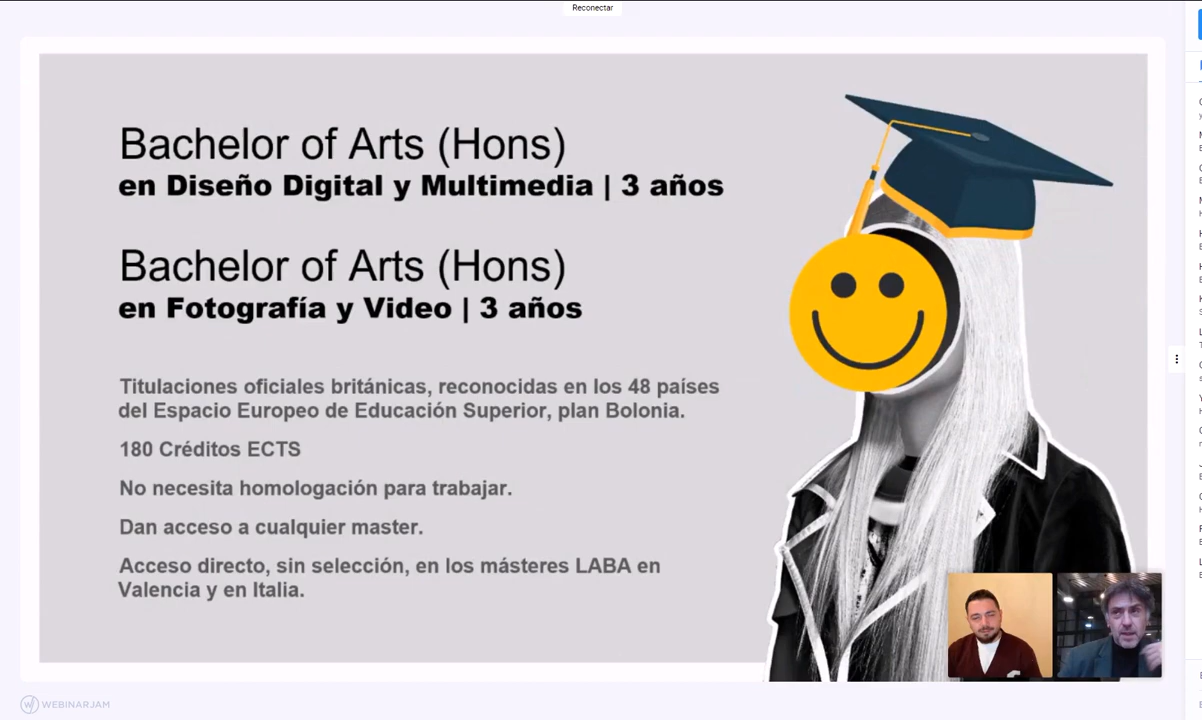 Reconectar
Bachelor of Arts (Hons)
en Diseño Digital y Multimedia | 3 años
Bachelor of Arts (Hons)
en Fotografía y Video | 3 años
Titulaciones oficiales británicas, reconocidas en los 48 países
del Espacio Europeo de Educación Superior, plan Bolonia.
180 Créditos ECTS
No necesita homologación para trabajar.
Dan acceso a cualquier master.
Acceso directo, sin selección, en los másteres LABA en
Valencia y en Italia.
WEBINARJAM